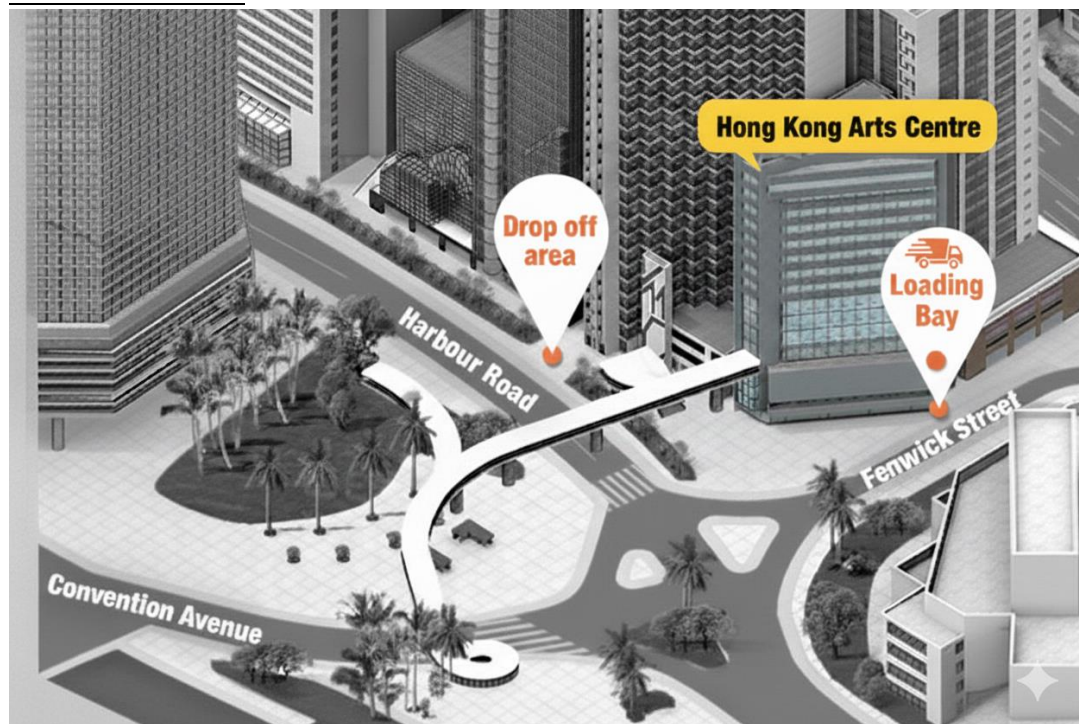 Hong Kong Arts Centre
Drop off
area
Loading
Bay
Harbour Road
Fenwick Street
Convention Avenue